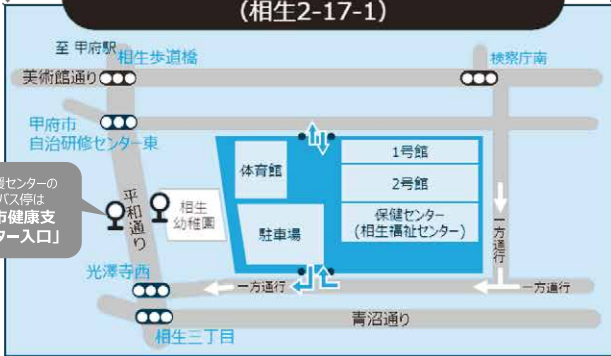 (相生2-17-1)
至 甲府駅
相生歩道橋
検察庁南
美術館通り
甲府市
自治研修センター東
体育館
1号館
2号館
保健センター
(相生福祉センター)
駐車場
相生
幼稚園
援センターの
バス停は
市健康支
ター入口」
平和通り
一方通行
光澤寺西
一方通行
一方通行
青沼通り
相生三丁目